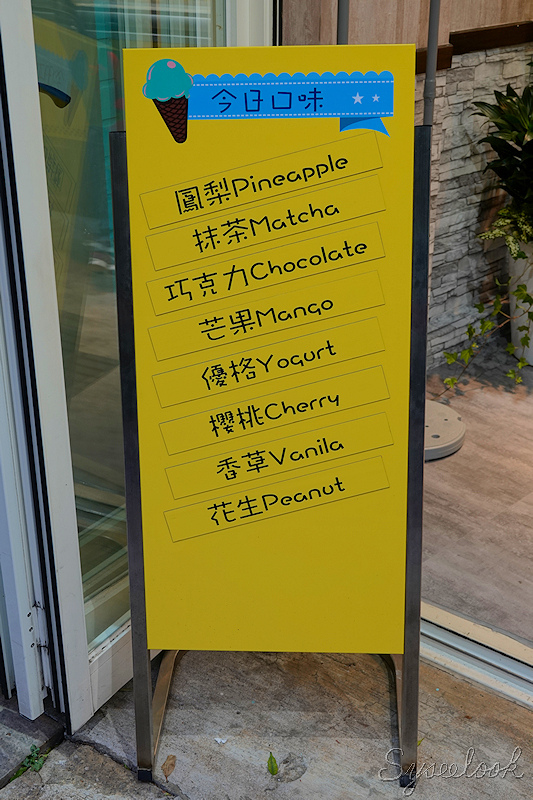 今日口味
鳳梨Pineapple
抹茶Matcha
巧克力Chocolate
芒果Mango
優格Yogurt
櫻桃Cherry
香草Vanila
花生Peanut
Syseelook